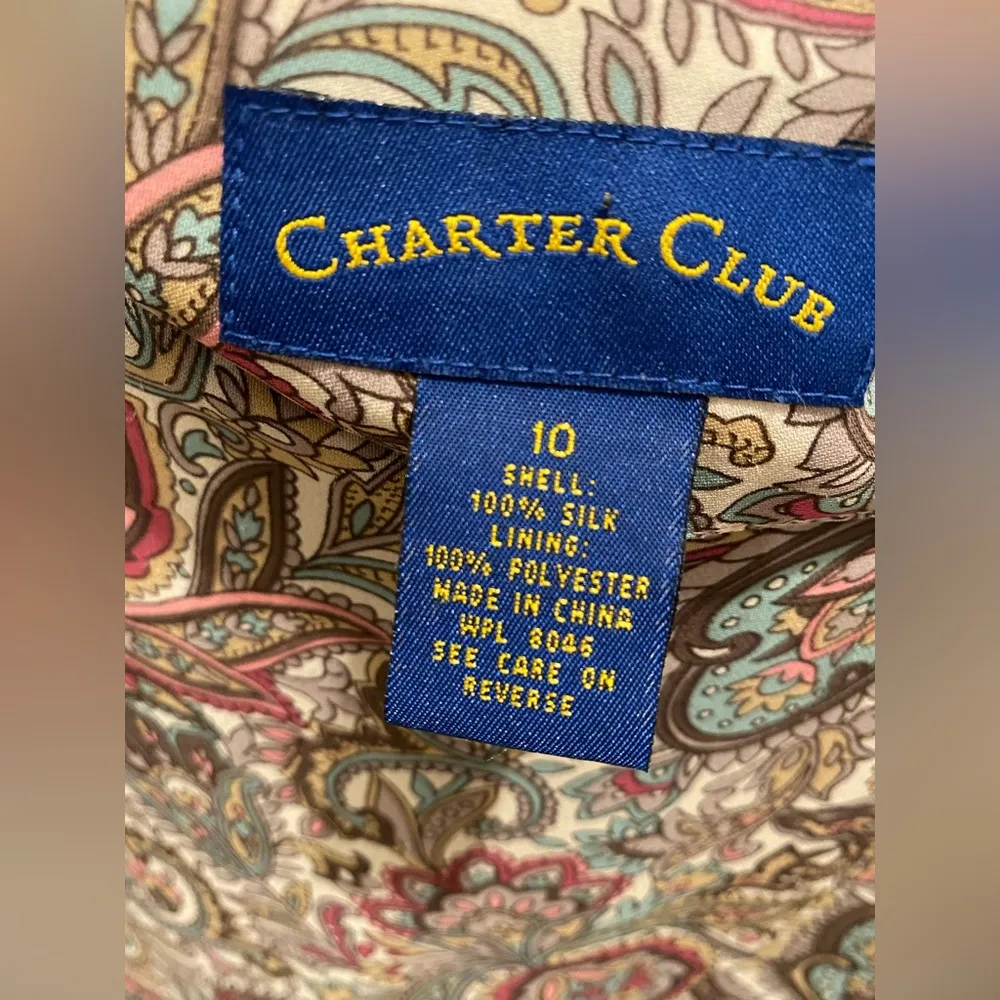 CHARTER CLUB
10
SHELL:
100% SILK
LINING:
100% POLYESTER
MADE IN CHINA
WPL 8046
SEE CARE ON
REVERSE